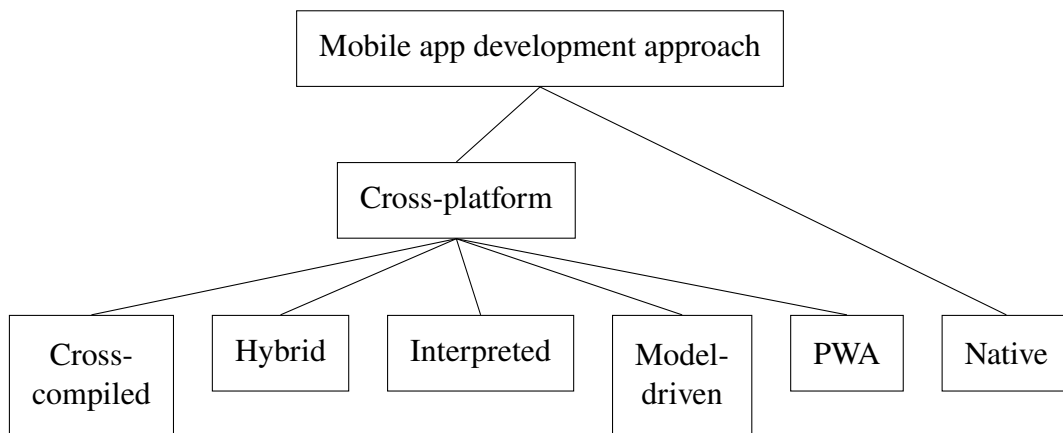 Mobile app development approach
Cross-platform
Cross-
compiled
Hybrid
Interpreted
Model-
driven
PWA
Native